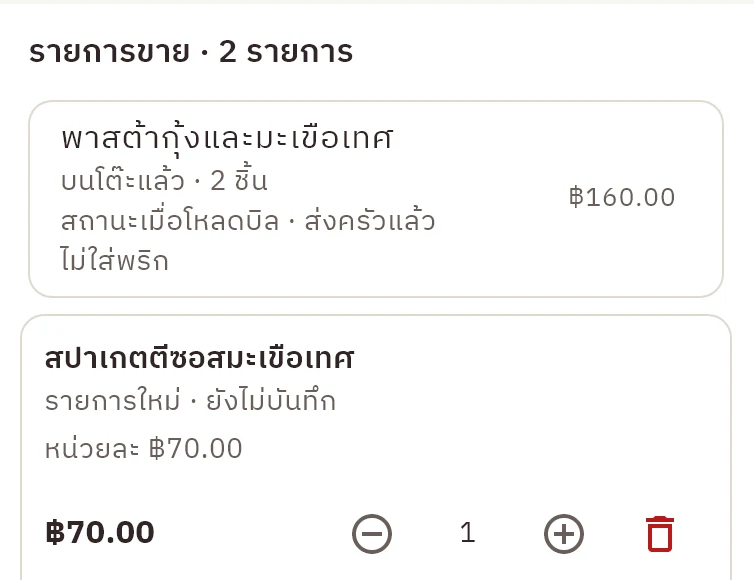 รายการขาย · 2 รายการ
พาสต้ากุ้งและมะเขือเทศ
บนโต๊ะแล้ว · 2 ชิ้น
สถานะเมื่อโหลดบิล · ส่งครัวแล้ว
ไม่ใส่พริก
฿160.00
สปาเกตตีซอสมะเขือเทศ
รายการใหม่ · ยังไม่บันทึก
หน่วยละ ฿70.00
฿70.00 1